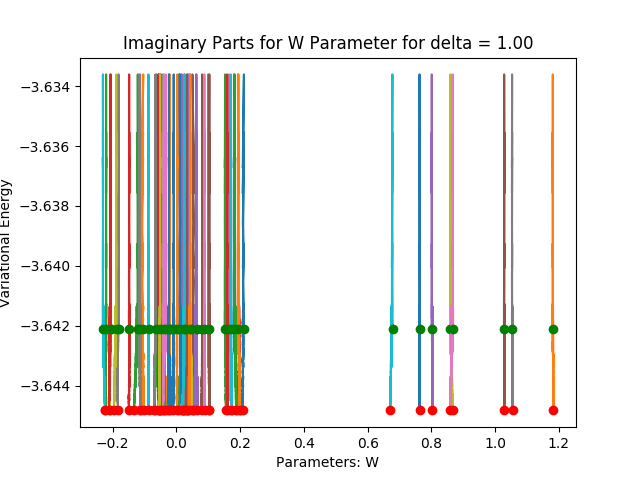 Imaginary Parts for W Parameter for delta = 1.00
Variational Energy
−3.634
−3.636
−3.638
−3.640
−3.642
−3.644
−0.2 0.0 0.2 0.4 0.6 0.8 1.0 1.2
Parameters: W